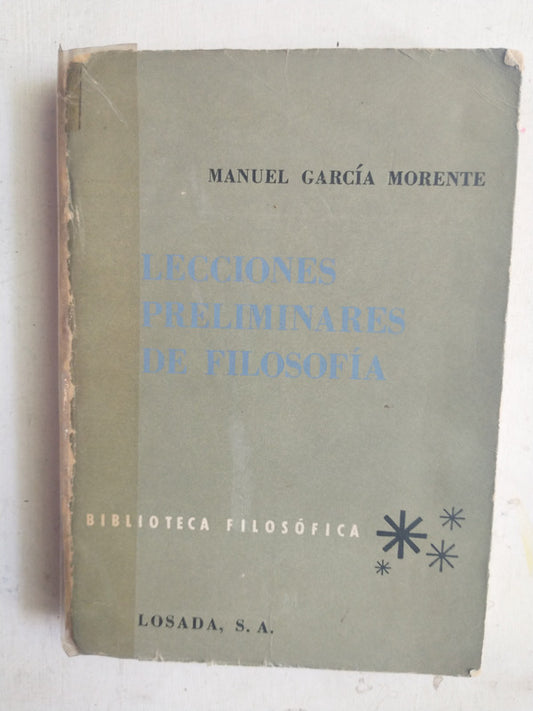 MANUEL GARCÍA MORENTE
LECCIONES
PRELIMINARES
DE FILOSOFÍA
BIBLIOTECA FILOSÓFICA
LOSADA, S. A.